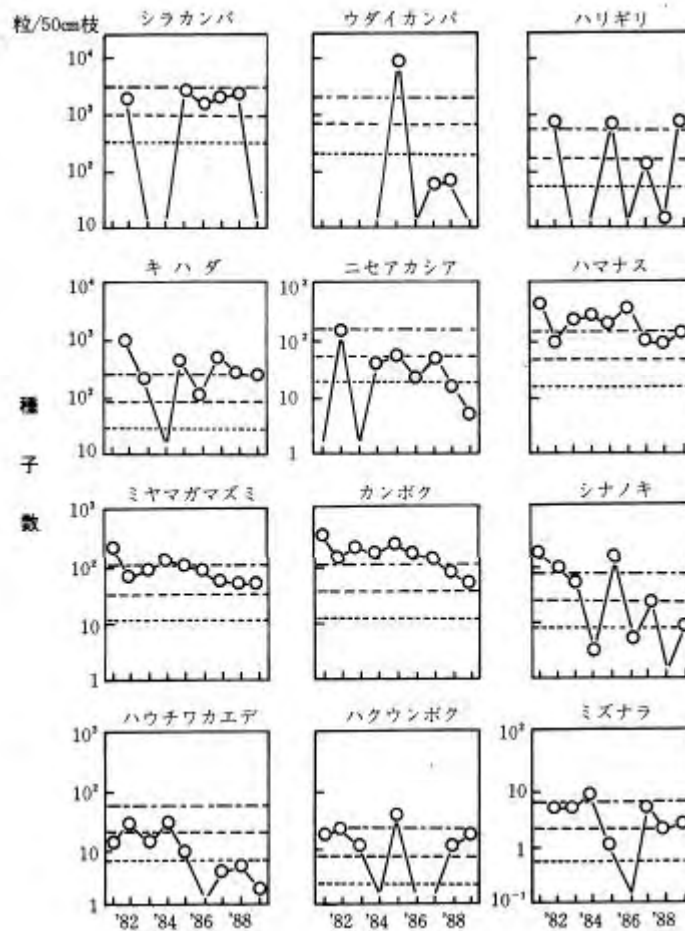 粒/50cm枝
シラカンバ ウダイカンバ ハリギリ
10⁴
10³
10²
10
キハダ ニセアカシア ハマナス
10⁴ 10³
10³ 10²
10² 10
10 1
種子数
ミヤマガマズミ カンボク シナノキ
10³
10²
10
1
ハウチワカエデ ハクウンボク ミズナラ
10³ 10²
10² 10
10 1
1 10⁻¹
'82 '84 '86 '88 '82 '84 '86 '88 '82 '84 '86 '88